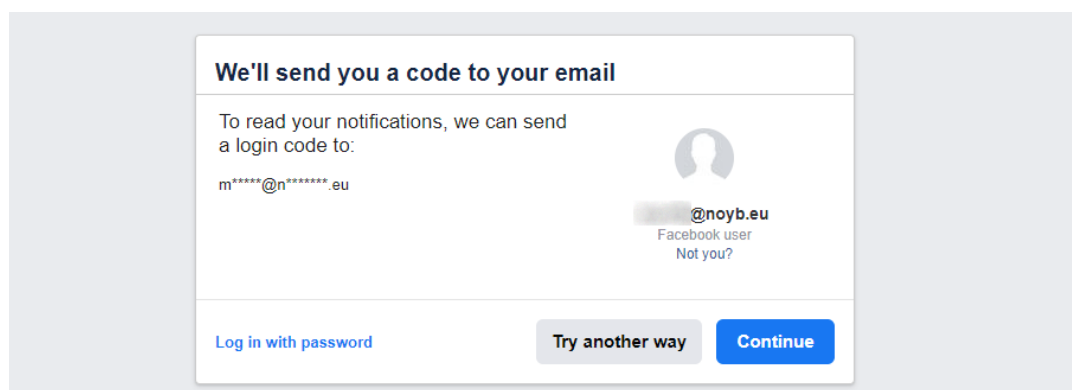 We'll send you a code to your email
To read your notifications, we can send
a login code to:
m*****@n*******.eu
@noyb.eu
Facebook user
Not you?
Log in with password
Try another way
Continue